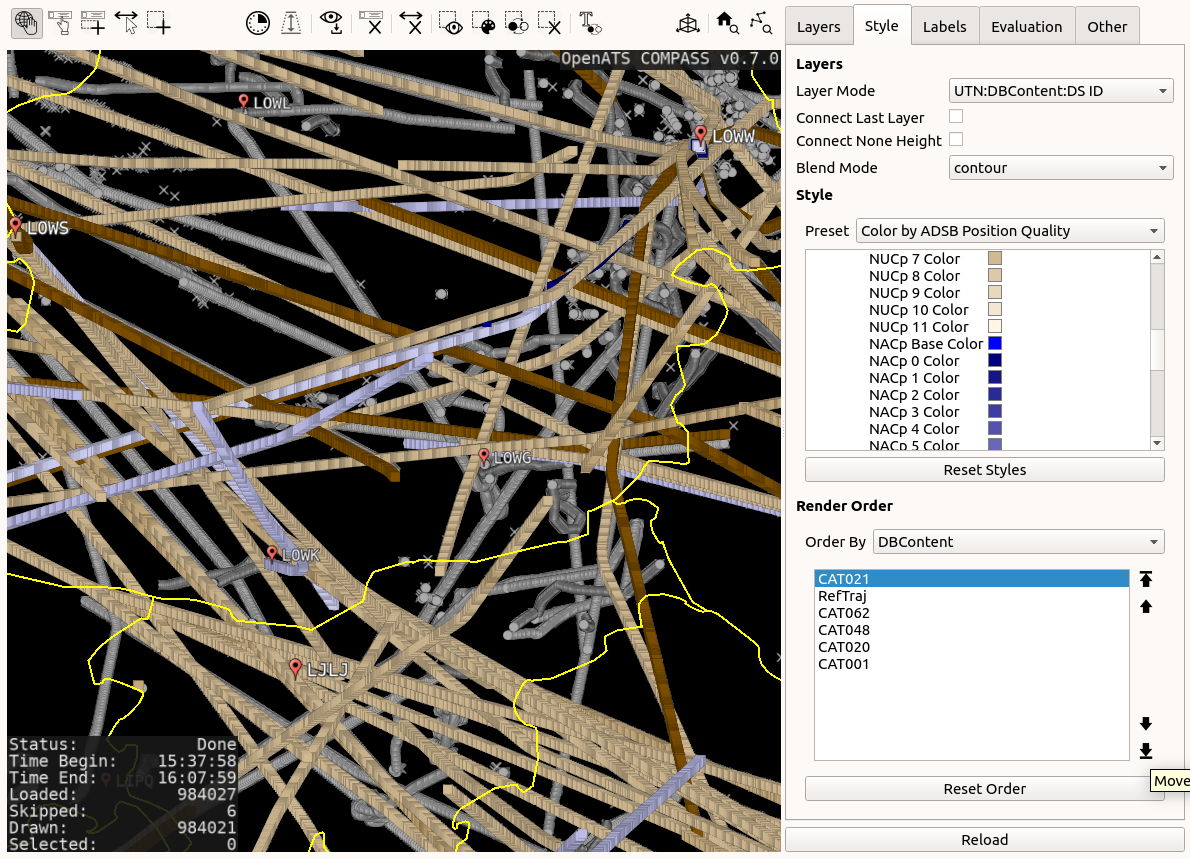 Layers
Style
Labels
Evaluation
Other
OpenATS COMPASS v0.7.0
LOWL
LOWW
LOWS
LOWG
LOWK
LJLJ
LIPQ
Status: Done
Time Begin: 15:37:58
Time End: 16:07:59
Loaded: 984027
Skipped: 6
Drawn: 984021
Selected: 0
Layers
Layer Mode UTN:DBContent:DS ID
Connect Last Layer
Connect None Height
Blend Mode contour
Style
Preset Color by ADSB Position Quality
NUCp 7 Color
NUCp 8 Color
NUCp 9 Color
NUCp 10 Color
NUCp 11 Color
NACp Base Color
NACp 0 Color
NACp 1 Color
NACp 2 Color
NACp 3 Color
NACp 4 Color
NACp 5 Color
Reset Styles
Render Order
Order By DBContent
CAT021
RefTraj
CAT062
CAT048
CAT020
CAT001
Move
Reset Order
Reload